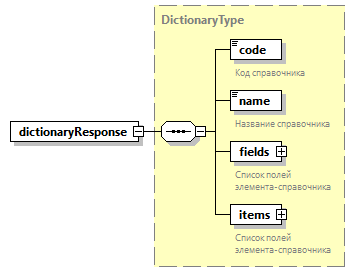 DictionaryType
code
Код справочника
name
Название справочника
dictionaryResponse
fields
Список полей
элемента-справочника
items
Список полей
элемента-справочника